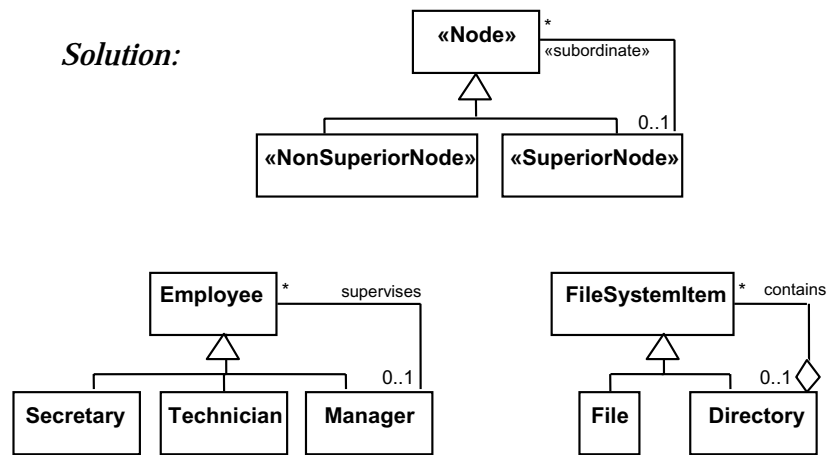 Solution:
«Node»
*
«subordinate»
0..1
«NonSuperiorNode»
«SuperiorNode»
Employee
*
supervises
0..1
Secretary
Technician
Manager
FileSystemItem
*
contains
0..1
File
Directory